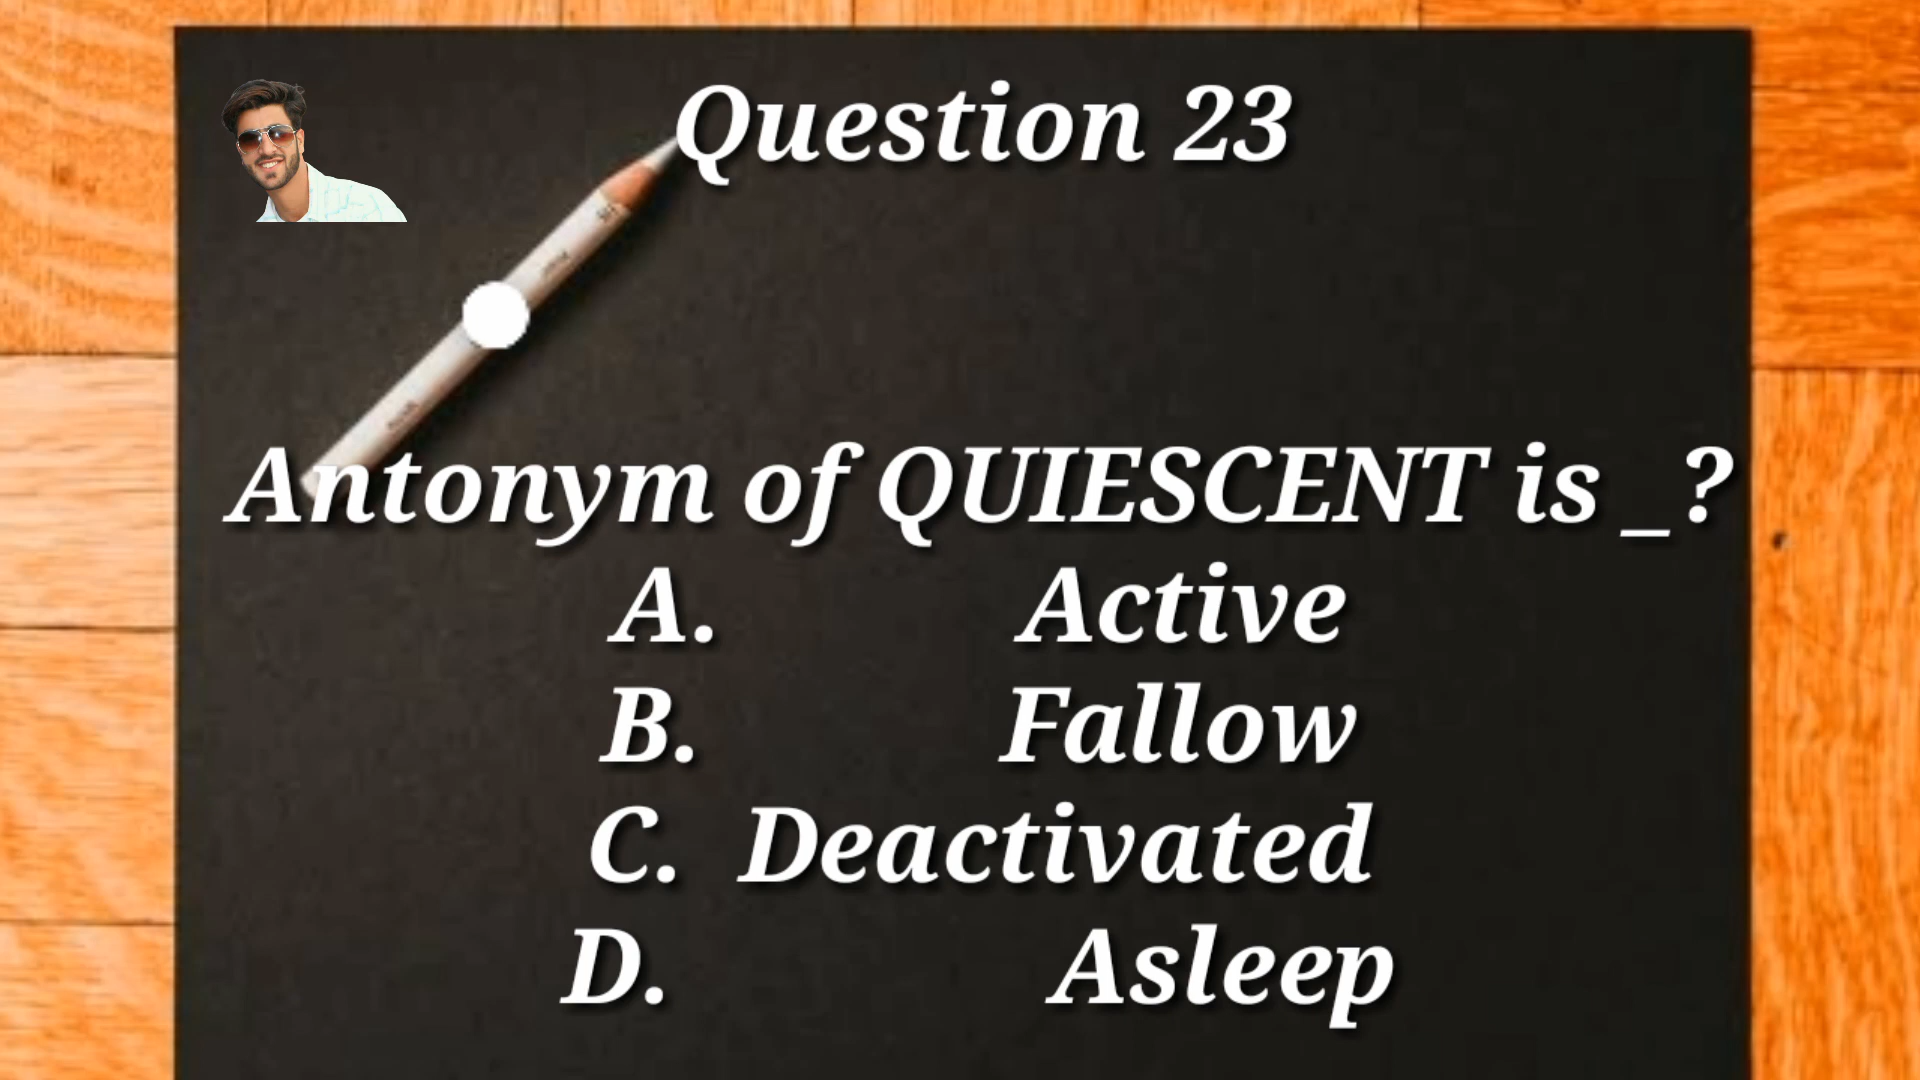 Question 23
Antonym of QUIESCENT is _?
A. Active
B. Fallow
C. Deactivated
D. Asleep